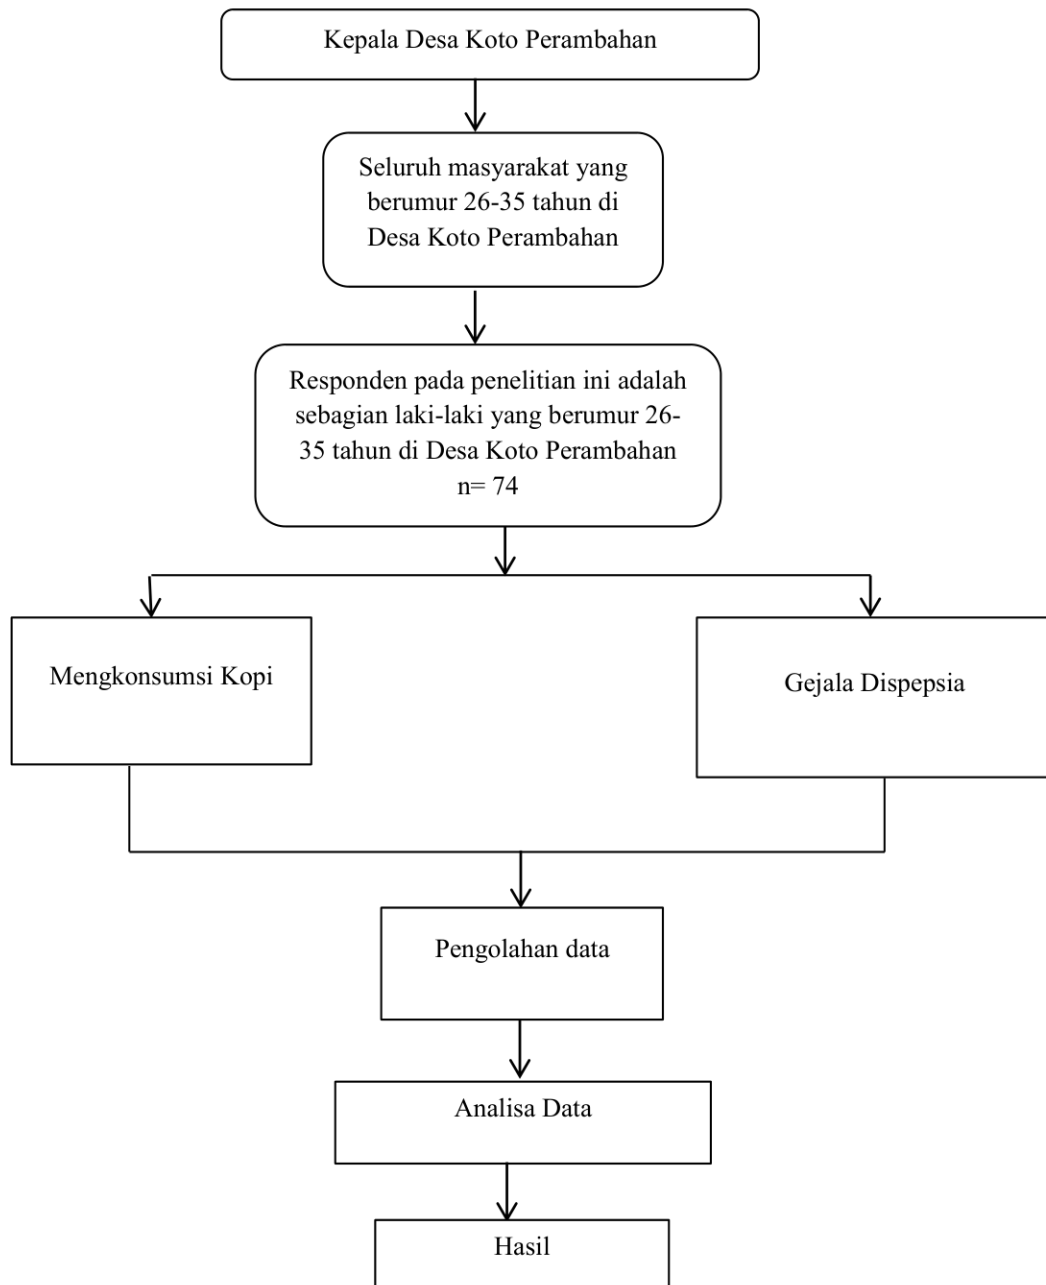 Kepala Desa Koto Perambahan
Seluruh masyarakat yang
berumur 26-35 tahun di
Desa Koto Perambahan
Responden pada penelitian ini adalah
sebagian laki-laki yang berumur 26-
35 tahun di Desa Koto Perambahan
n= 74
Mengkonsumsi Kopi
Gejala Dispepsia
Pengolahan data
Analisa Data
Hasil